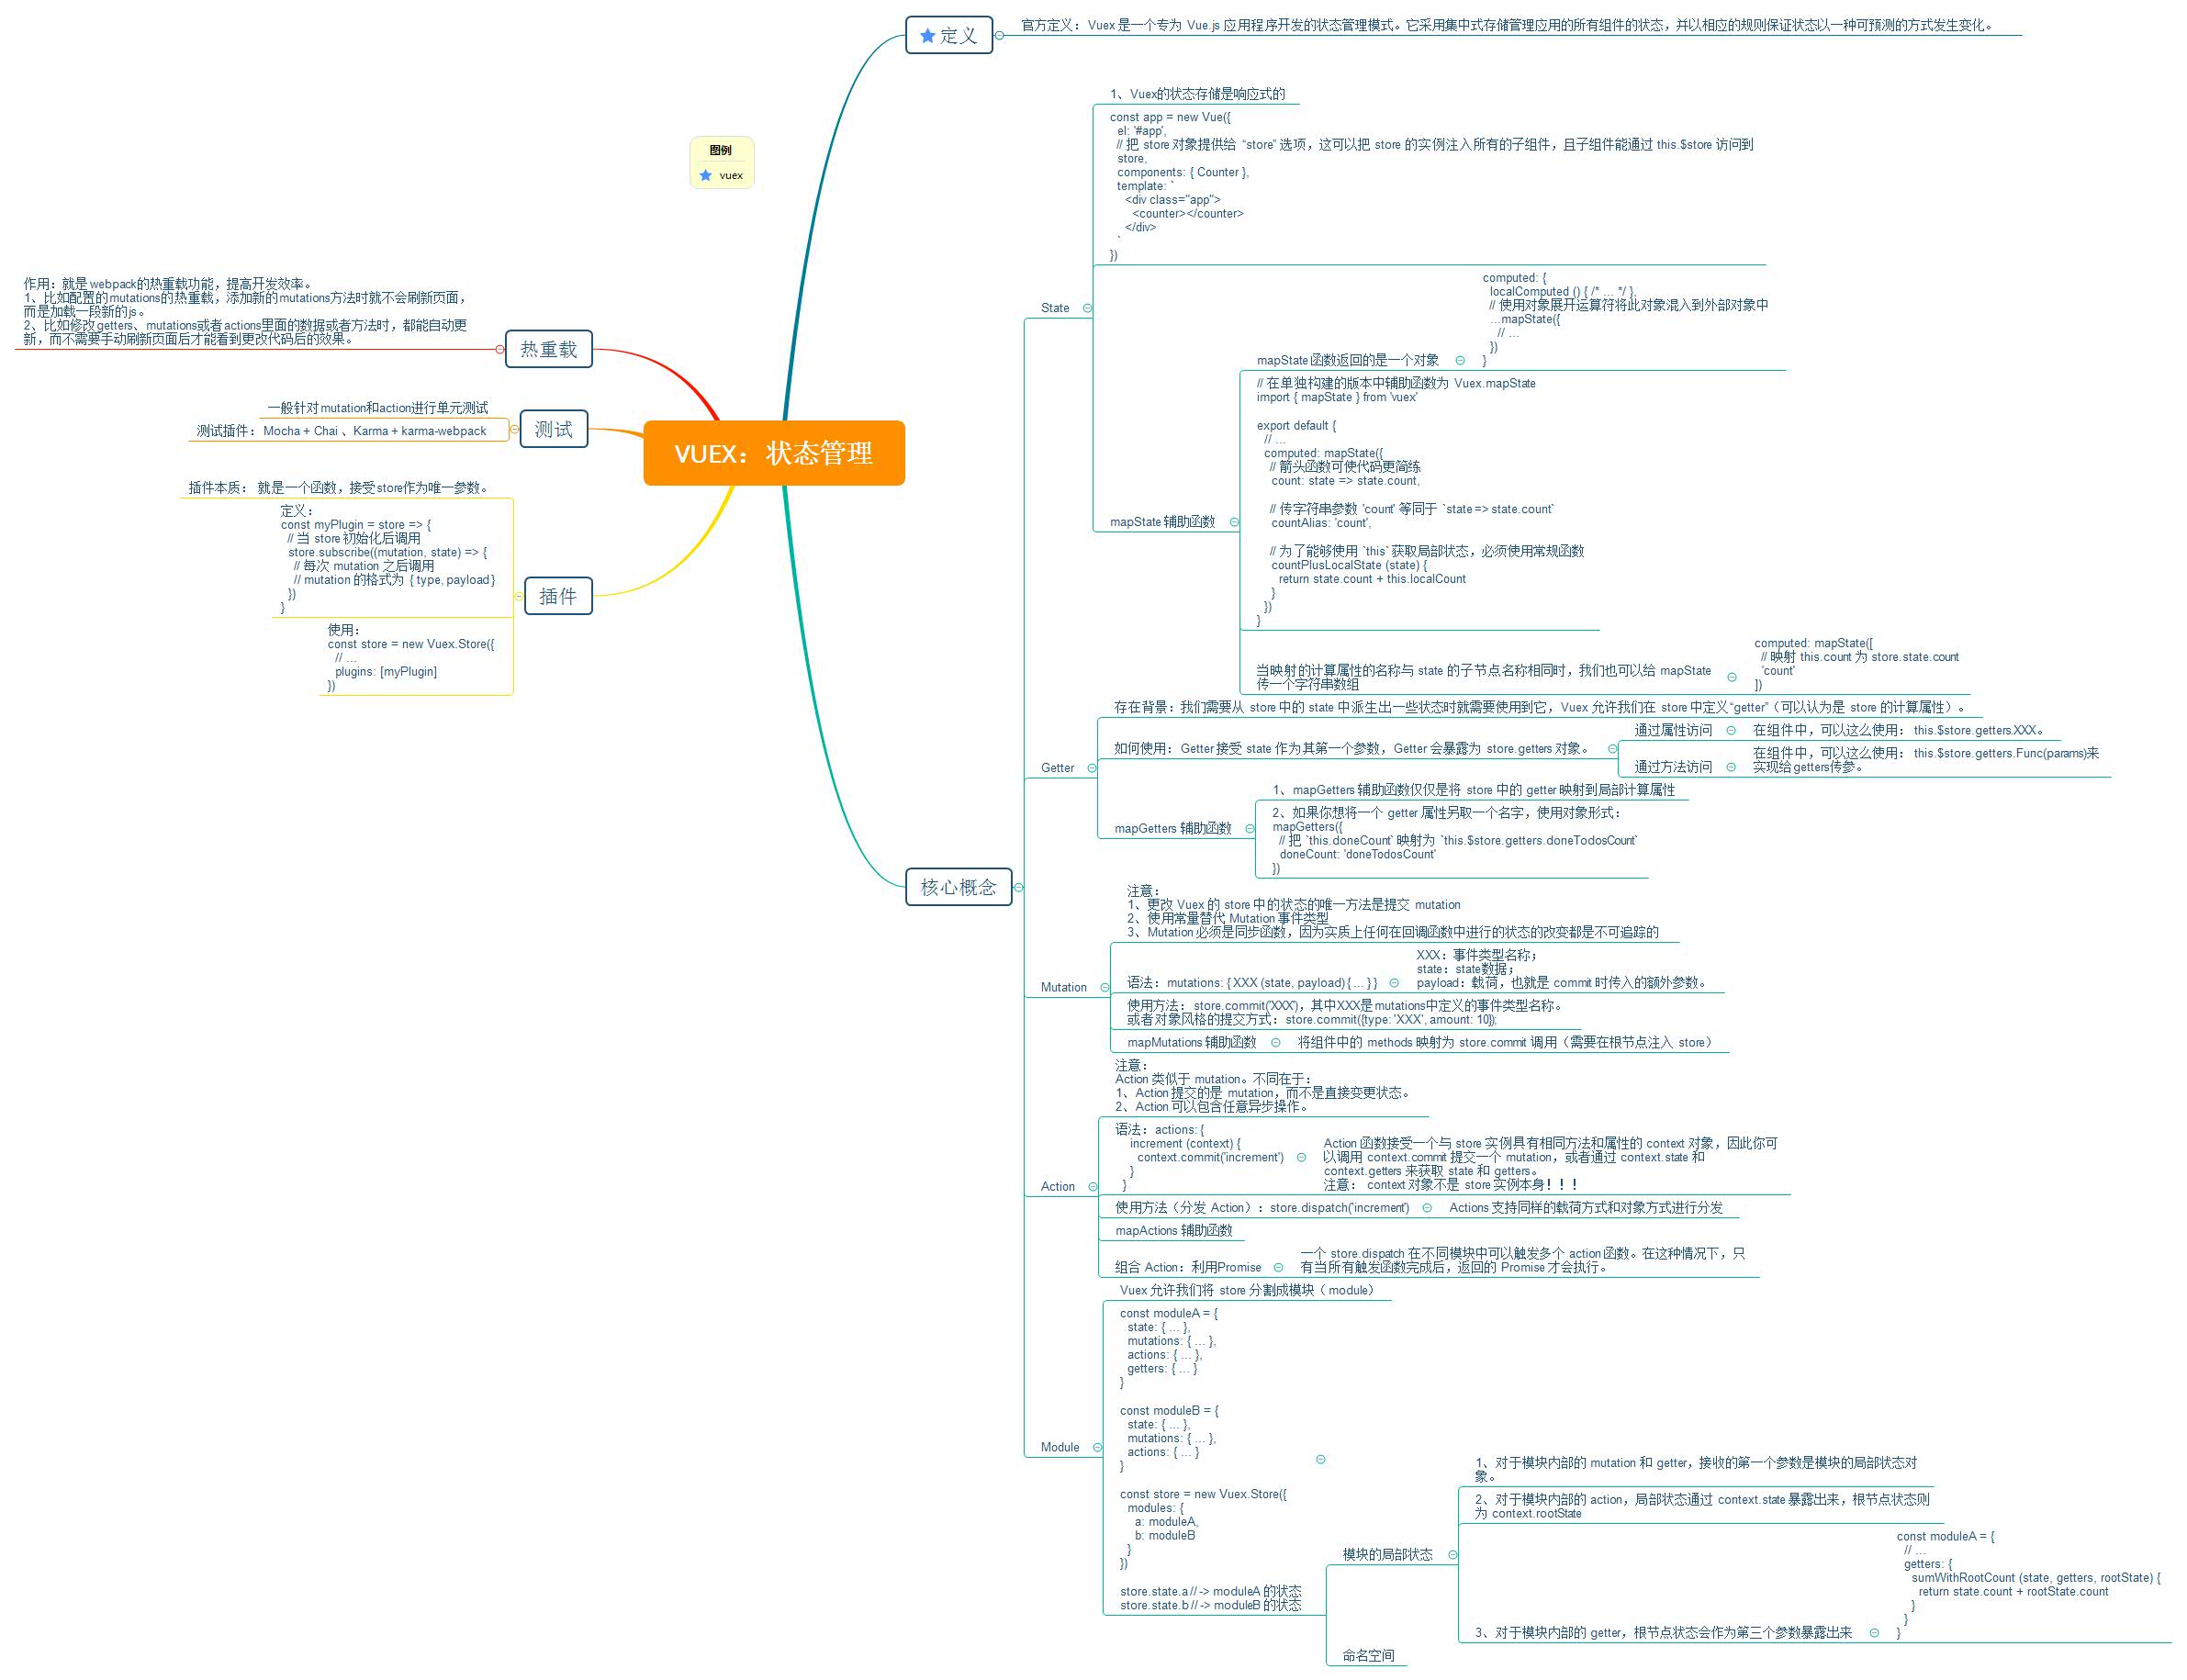 VUEX：状态管理
图例
vuex
定义
官方定义：Vuex 是一个专为 Vue.js 应用程序开发的状态管理模式。它采用集中式存储管理应用的所有组件的状态，并以相应的规则保证状态以一种可预测的方式发生变化。
核心概念
State
1、Vuex的状态存储是响应式的
const app = new Vue({
el: '#app',
// 把 store 对象提供给 “store” 选项，这可以把 store 的实例注入所有的子组件，且子组件能通过 this.$store 访问到
store,
components: { Counter },
template: `
<div class="app">
<counter></counter>
</div>
`
})
mapState 辅助函数
mapState 函数返回的是一个对象
computed: {
localComputed () { /* ... */ },
// 使用对象展开运算符将此对象混入到外部对象中
...mapState({
// ...
})
}
// 在单独构建的版本中辅助函数为 Vuex.mapState
import { mapState } from 'vuex'
export default {
// ...
computed: mapState({
// 箭头函数可使代码更简练
count: state => state.count,
// 传字符串参数 'count' 等同于 `state => state.count`
countAlias: 'count',
// 为了能够使用 `this` 获取局部状态，必须使用常规函数
countPlusLocalState (state) {
return state.count + this.localCount
}
})
}
当映射的计算属性的名称与 state 的子节点名称相同时，我们也可以给 mapState
传一个字符串数组
computed: mapState([
// 映射 this.count 为 store.state.count
'count'
])
Getter
存在背景：我们需要从 store 中的 state 中派生出一些状态时就需要使用到它，Vuex 允许我们在 store 中定义“getter”（可以认为是 store 的计算属性）。
如何使用：Getter 接受 state 作为其第一个参数，Getter 会暴露为 store.getters 对象。
通过属性访问
在组件中，可以这么使用： this.$store.getters.XXX。
通过方法访问
在组件中，可以这么使用： this.$store.getters.Func(params)来
实现给getters传参。
mapGetters 辅助函数
1、mapGetters 辅助函数仅仅是将 store 中的 getter 映射到局部计算属性
2、如果你想将一个 getter 属性另取一个名字，使用对象形式：
mapGetters({
// 把 `this.doneCount` 映射为 `this.$store.getters.doneTodosCount`
doneCount: 'doneTodosCount'
})
Mutation
注意：
1、更改 Vuex 的 store 中的状态的唯一方法是提交 mutation
2、使用常量替代 Mutation 事件类型
3、Mutation 必须是同步函数，因为实质上任何在回调函数中进行的状态的改变都是不可追踪的
语法：mutations: { XXX (state, payload) { ... } }
XXX：事件类型名称；
state：state数据；
payload：载荷，也就是 commit 时传入的额外参数。
使用方法：store.commit('XXX')，其中XXX是mutations中定义的事件类型名称。
或者对象风格的提交方式：store.commit({type: 'XXX', amount: 10});
mapMutations 辅助函数
将组件中的 methods 映射为 store.commit 调用（需要在根节点注入 store）
Action
注意：
Action 类似于 mutation。不同在于：
1、Action 提交的是 mutation，而不是直接变更状态。
2、Action 可以包含任意异步操作。
语法：actions: {
increment (context) {
context.commit('increment')
}
}
Action 函数接受一个与 store 实例具有相同方法和属性的 context 对象，因此你可
以调用 context.commit 提交一个 mutation，或者通过 context.state 和
context.getters 来获取 state 和 getters。
注意： context 对象不是 store 实例本身！！！
使用方法（分发 Action）：store.dispatch('increment')
Actions 支持同样的载荷方式和对象方式进行分发
mapActions 辅助函数
组合 Action：利用Promise
一个 store.dispatch 在不同模块中可以触发多个 action 函数。在这种情况下，只
有当所有触发函数完成后，返回的 Promise 才会执行。
Module
Vuex 允许我们将 store 分割成模块（ module）
const moduleA = {
state: { ... },
mutations: { ... },
actions: { ... },
getters: { ... }
}
const moduleB = {
state: { ... },
mutations: { ... },
actions: { ... }
}
const store = new Vuex.Store({
modules: {
a: moduleA,
b: moduleB
}
})
store.state.a // -> moduleA 的状态
store.state.b // -> moduleB 的状态
模块的局部状态
1、对于模块内部的 mutation 和 getter，接收的第一个参数是模块的局部状态对
象。
2、对于模块内部的 action，局部状态通过 context.state 暴露出来，根节点状态则
为 context.rootState
3、对于模块内部的 getter，根节点状态会作为第三个参数暴露出来
const moduleA = {
// ...
getters: {
sumWithRootCount (state, getters, rootState) {
return state.count + rootState.count
}
}
}
命名空间
热重载
作用：就是webpack的热重载功能，提高开发效率。
1、比如配置的mutations的热重载，添加新的mutations方法时就不会刷新页面，
而是加载一段新的js。
2、比如修改getters、mutations或者actions里面的数据或者方法时，都能自动更
新，而不需要手动刷新页面后才能看到更改代码后的效果。
测试
一般针对mutation和action进行单元测试
测试插件：Mocha + Chai 、Karma + karma-webpack
插件
插件本质： 就是一个函数，接受store作为唯一参数。
定义：
const myPlugin = store => {
// 当 store 初始化后调用
store.subscribe((mutation, state) => {
// 每次 mutation 之后调用
// mutation 的格式为 { type, payload }
})
}
使用：
const store = new Vuex.Store({
// ...
plugins: [myPlugin]
})